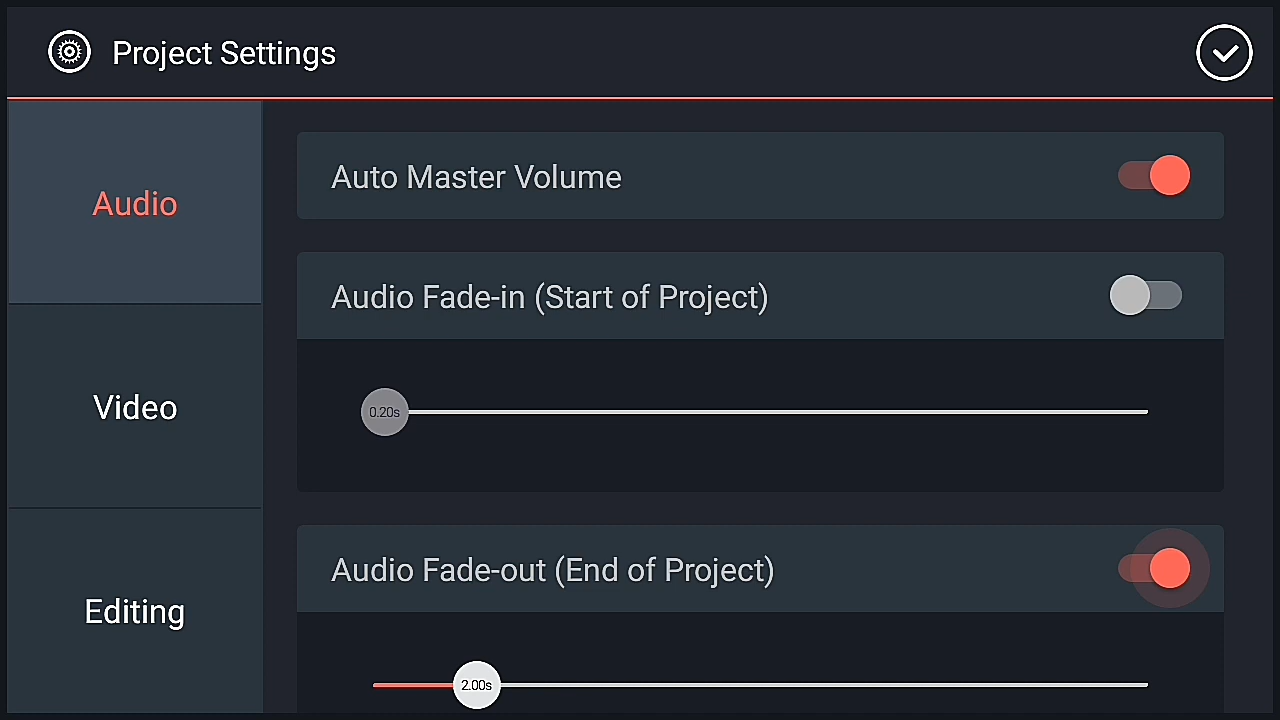 Project Settings
Audio
Video
Editing
Auto Master Volume
Audio Fade-in (Start of Project)
0.20s
Audio Fade-out (End of Project)
2.00s